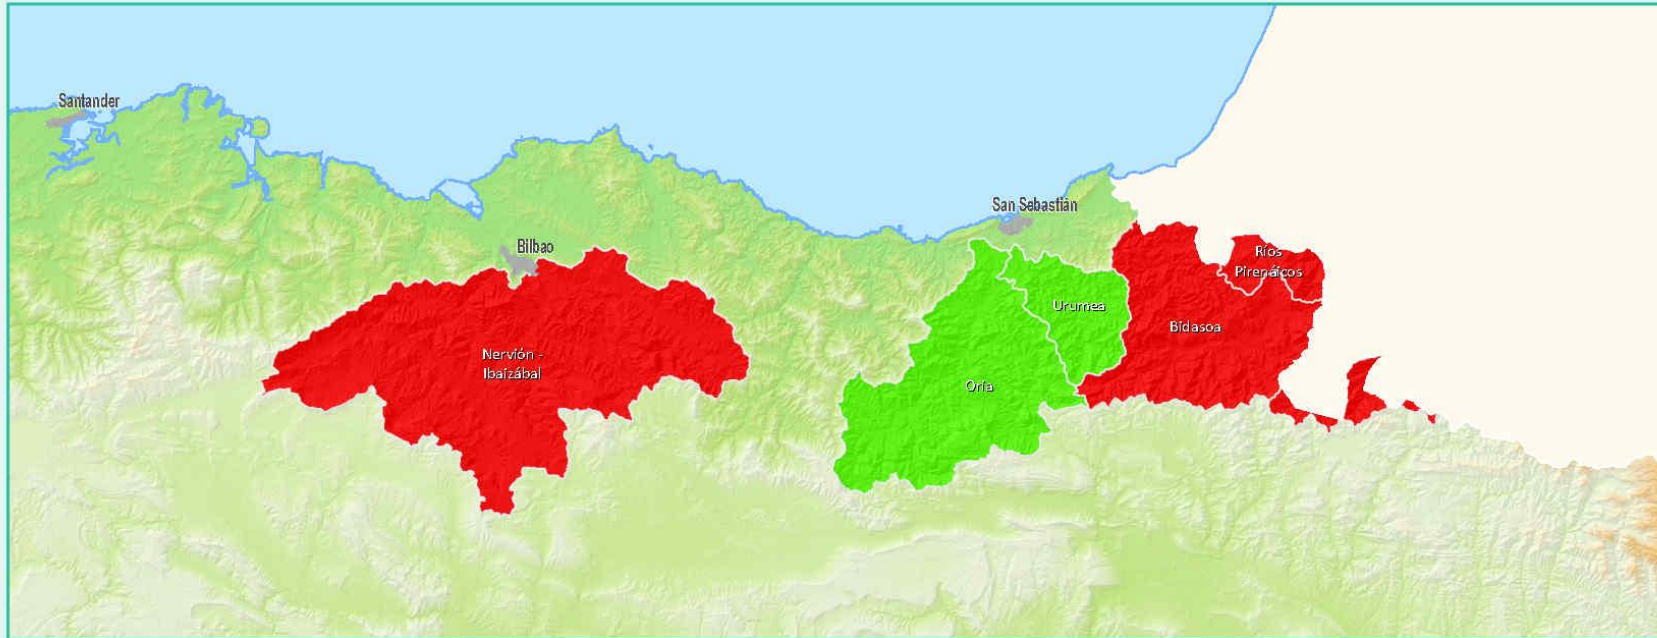 Santander
San Sebastián
Bilbao
Ríos
Pirenáicos
Urumea
Bidasoa
Nervión -
Ibaizábal
Oria